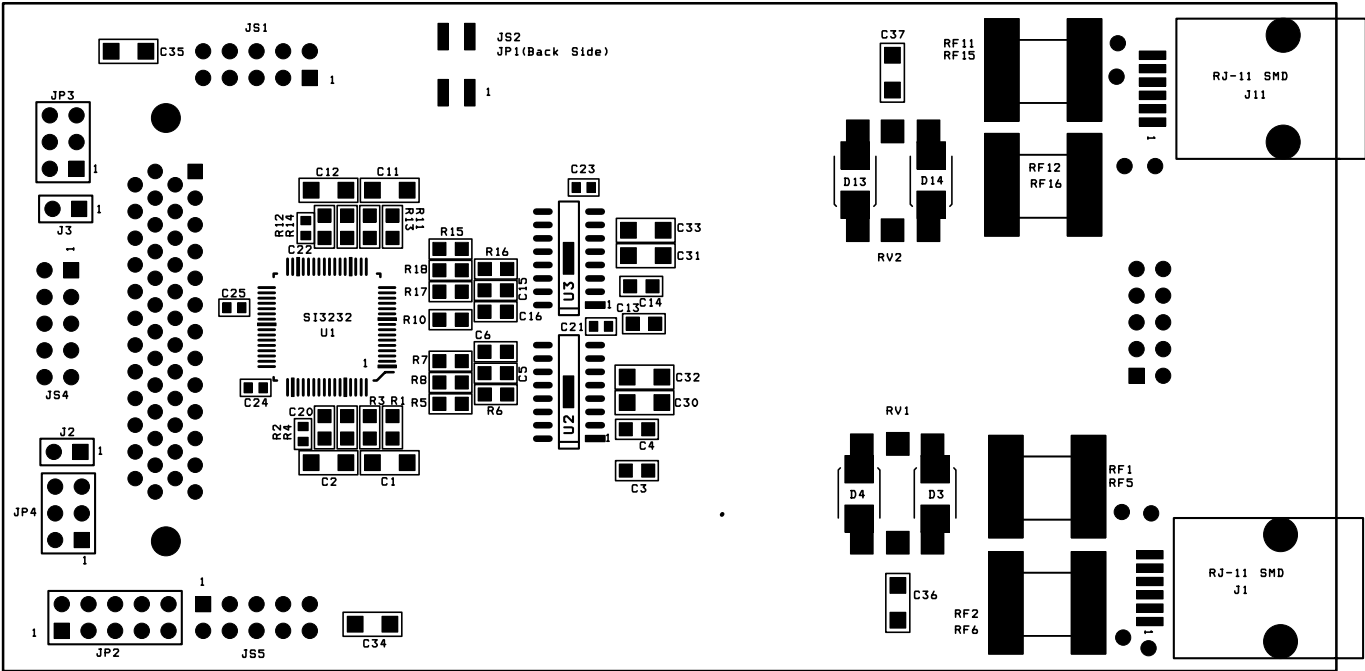 JS1
C35
1
JS2
JP1(Back Side)
1
C37
RF11
RF15
RJ-11 SMD
J11
1
JP3
1
J3
1
1
C12
C11
R12
R14
R13
R11
C22
C23
D13
D14
RV2
RF12
RF16
R15
R18
R17
R10
R16
C15
C16
U3
1
C33
C31
C14
C13
C21
C25
SI3232
U1
1
C24
R7
R8
R5
C6
C5
R6
U2
1
C32
C30
C4
C3
C20
R2
R4
R3
R1
C2
C1
JS4
J2
1
JP4
1
RV1
D4
D3
C36
RF1
RF5
RF2
RF6
RJ-11 SMD
J1
1
1
JP2
1
JS5
C34